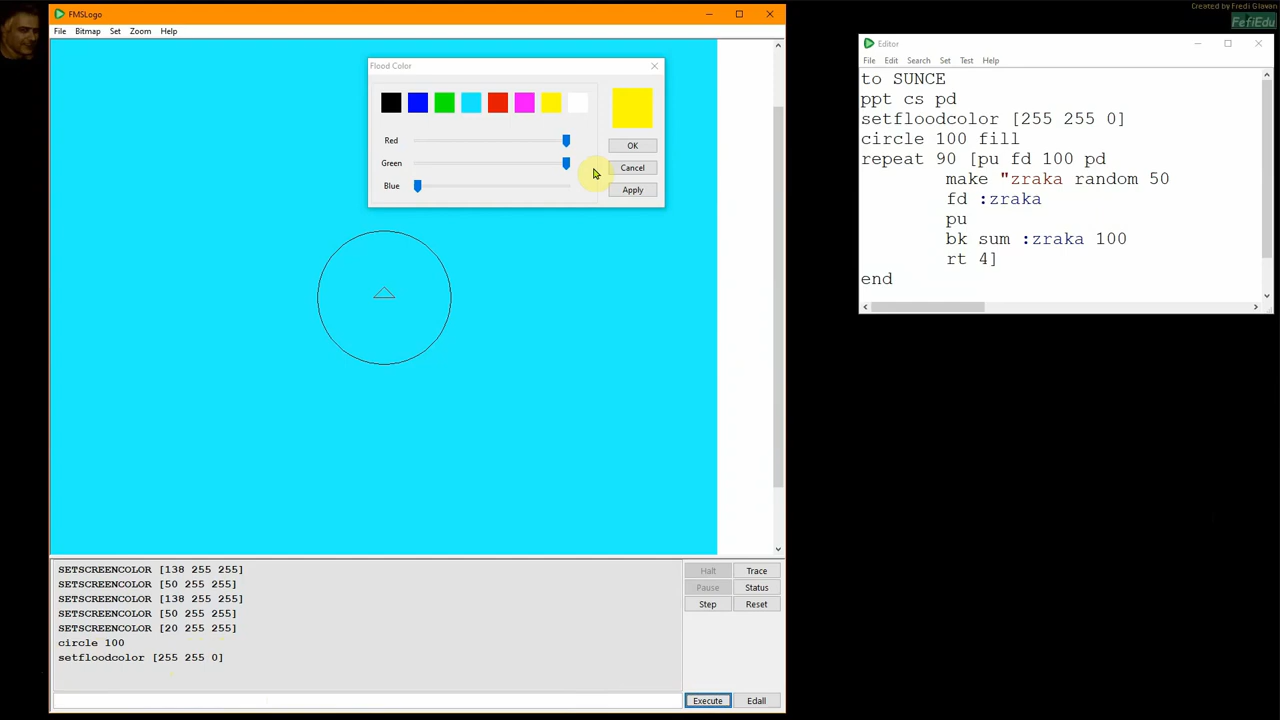 Created by Fredi Glavan
FefiEdu
FMSLogo
File Bitmap Set Zoom Help
Flood Color
Red
Green
Blue
OK
Cancel
Apply
SETSCREENCOLOR [138 255 255]
SETSCREENCOLOR [50 255 255]
SETSCREENCOLOR [138 255 255]
SETSCREENCOLOR [50 255 255]
SETSCREENCOLOR [20 255 255]
circle 100
setfloodcolor [255 255 0]
Halt Trace
Pause Status
Step Reset
Execute Edall
Editor
File Edit Search Set Test Help
to SUNCE
ppt cs pd
setfloodcolor [255 255 0]
circle 100 fill
repeat 90 [pu fd 100 pd
make "zraka random 50
fd :zraka
pu
bk sum :zraka 100
rt 4]
end